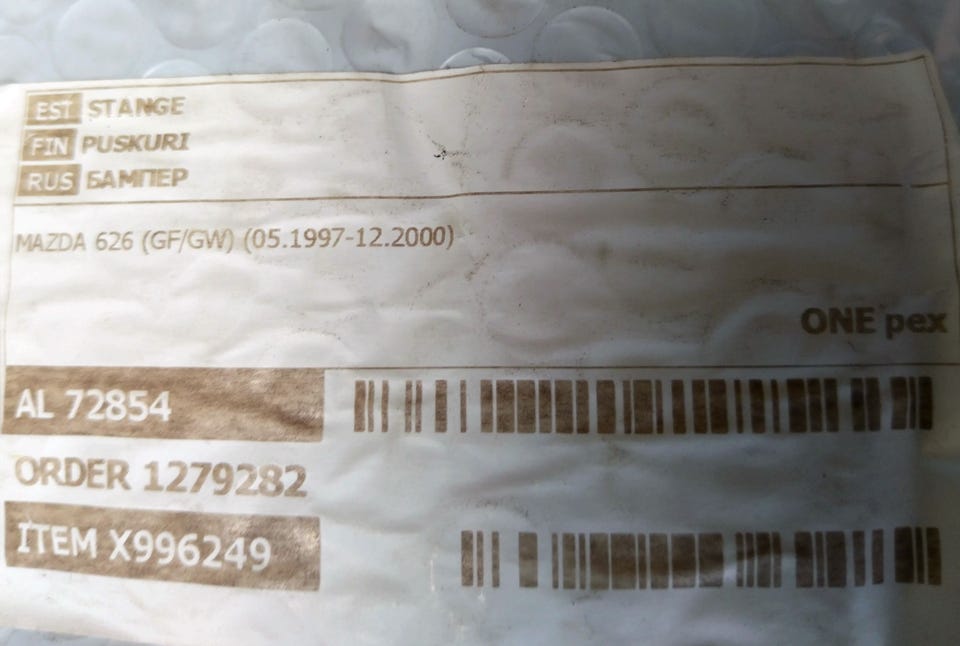 EST STANGE
FIN PUSKURI
RUS БАМПЕР
MAZDA 626 (GF/GW) (05.1997-12.2000)
ONE pex
AL 72854
ORDER 1279282
ITEM X996249